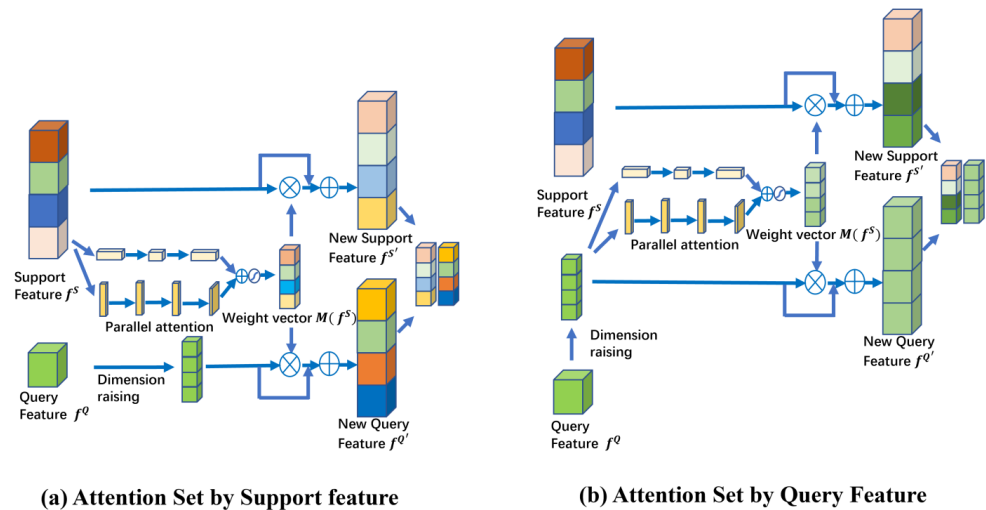 Support
Feature f^S
Parallel attention
Weight vector M( f^S)
New Support
Feature f^S′
Query
Feature f^Q
Dimension
raising
New Query
Feature f^Q′
(a) Attention Set by Support feature
Support
Feature f^S
Parallel attention
Weight vector M( f^S)
New Support
Feature f^S′
Dimension
raising
Query
Feature f^Q
New Query
Feature f^Q′
(b) Attention Set by Query Feature